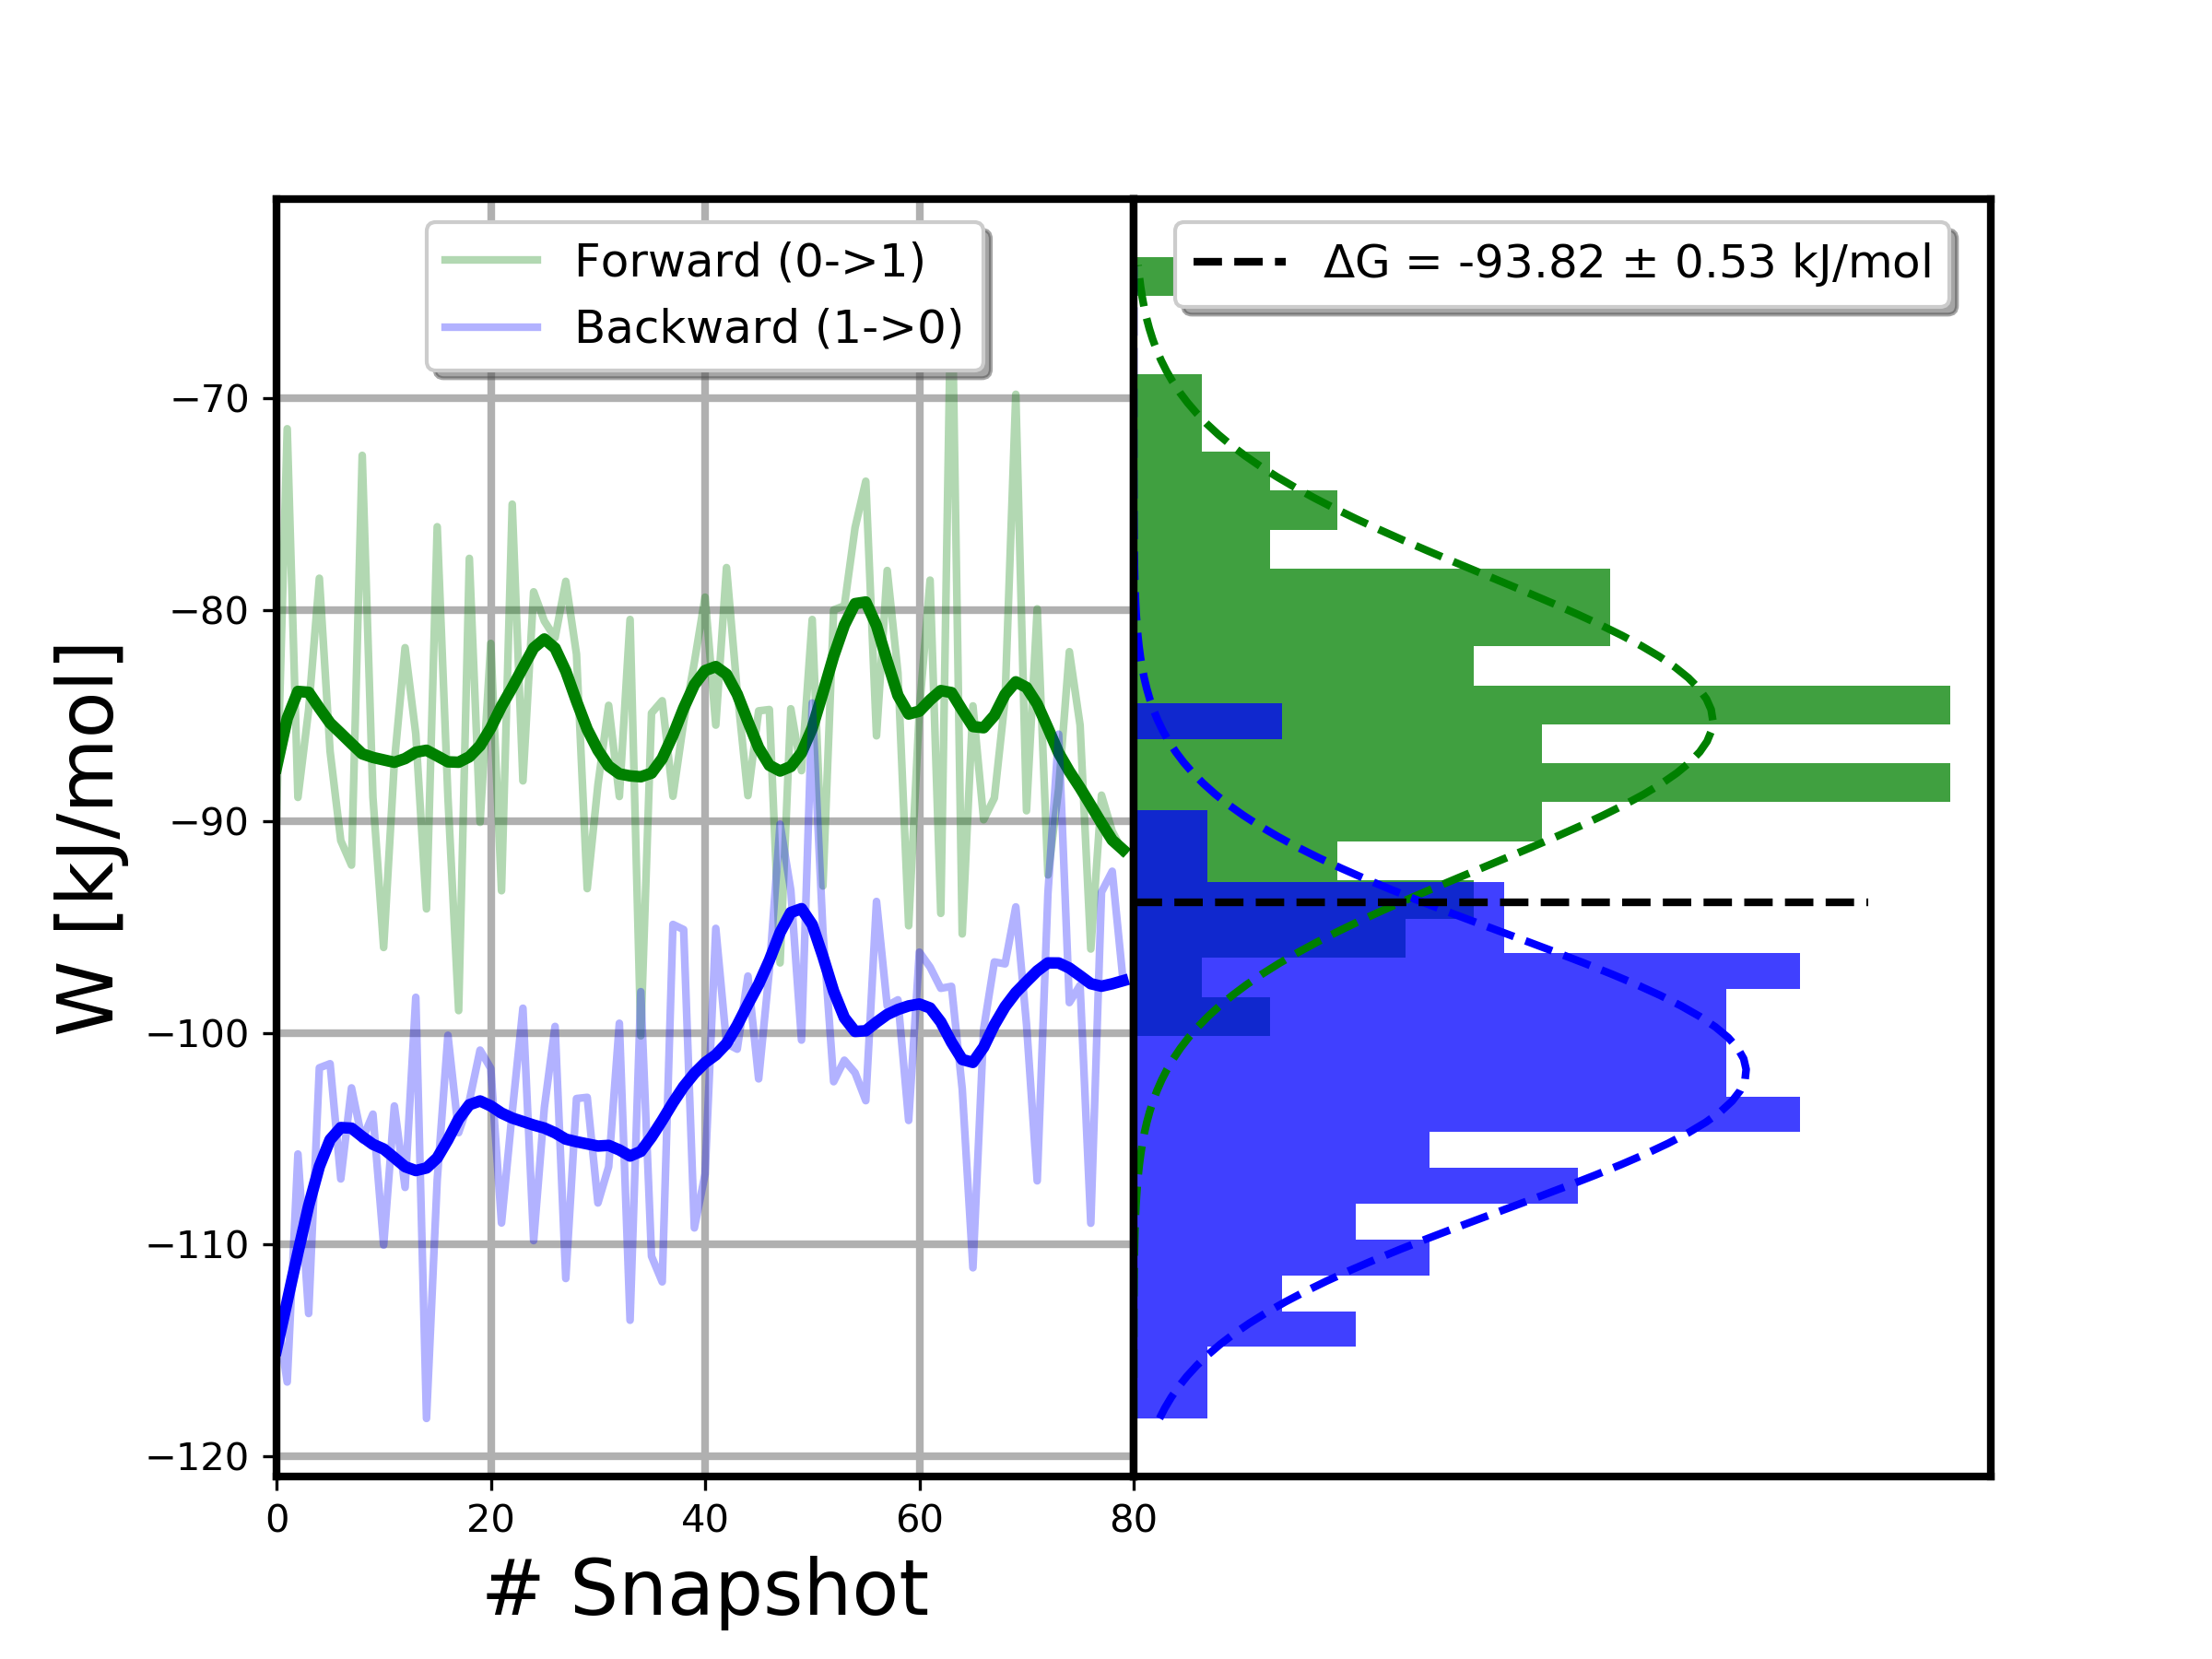 Forward (0->1)
Backward (1->0)
ΔG = -93.82 ± 0.53 kJ/mol
W [kJ/mol]
−70
−80
−90
−100
−110
−120
0 20 40 60 80
# Snapshot